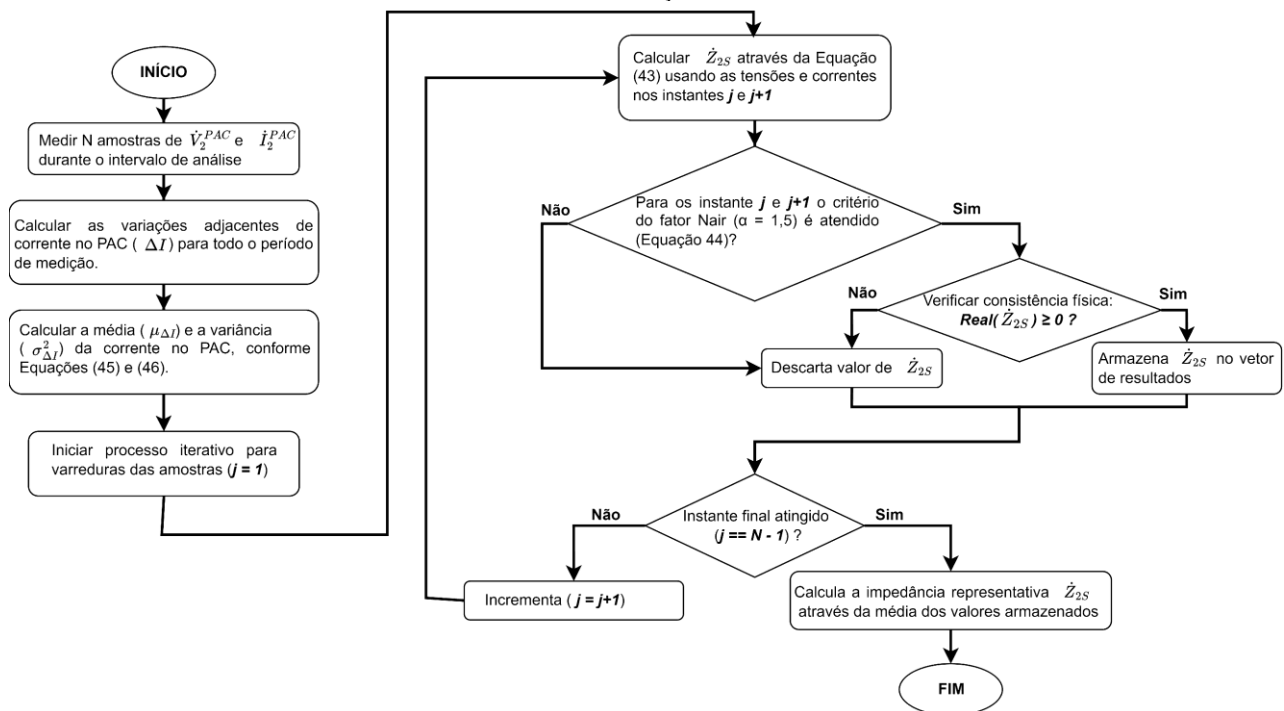 INÍCIO
Medir N amostras de V̇₂ᴾᴬᶜ e İ₂ᴾᴬᶜ
durante o intervalo de análise
Calcular as variações adjacentes de
corrente no PAC ( ΔI ) para todo o período
de medição.
Calcular a média ( μ_ΔI) e a variância
( σ²_ΔI) da corrente no PAC, conforme
Equações (45) e (46).
Iniciar processo iterativo para
varreduras das amostras (j = 1)
Calcular Ż₂S através da Equação
(43) usando as tensões e correntes
nos instantes j e j+1
Para os instante j e j+1 o critério
do fator Nair (α = 1,5) é atendido
(Equação 44)?
Não
Sim
Verificar consistência física:
Real( Ż₂S ) ≥ 0 ?
Não
Sim
Descarta valor de Ż₂S
Armazena Ż₂S no vetor
de resultados
Instante final atingido
(j == N - 1) ?
Não
Sim
Incrementa ( j = j+1)
Calcula a impedância representativa Ż₂S
através da média dos valores armazenados
FIM